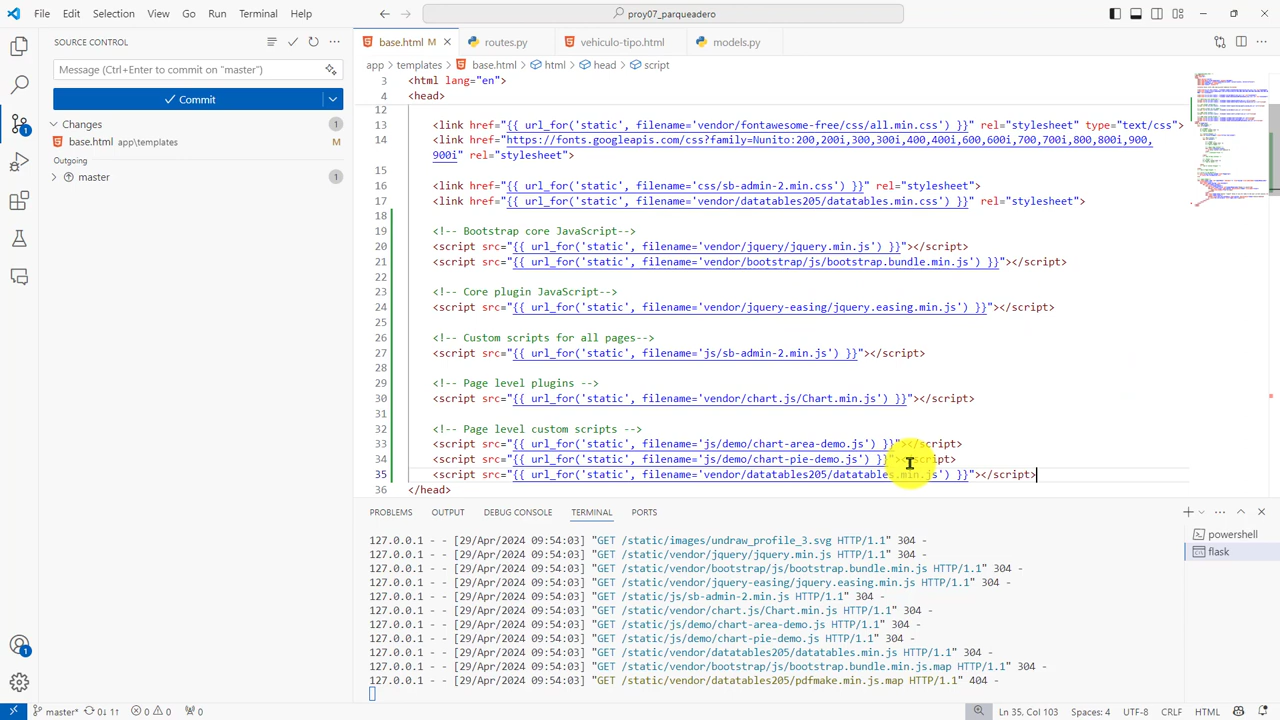 File Edit Selection View Go Run Terminal Help
proy07_parqueadero
SOURCE CONTROL
base.html M
routes.py
vehiculo-tipo.html
models.py
app > templates > base.html > html > head > script
Message (Ctrl+Enter to commit on "master")
Commit
base.html app\templates M
Outgoing
master
3 <html lang="en">
4 <head>
14 <link href="https://fonts.googleapis.com/css?family=Nunito:200,200i,300,300i,400,400i,600,600i,700,700i,800,800i,900,
900i" rel="stylesheet">
15
16 <link href="{{ url_for('static', filename='css/sb-admin-2.min.css') }}" rel="stylesheet">
<link href="{{ url_for('static', filename='vendor/datatables205/datatables.min.css') }}" rel="stylesheet">
18
19 <!-- Bootstrap core JavaScript-->
20 <script src="{{ url_for('static', filename='vendor/jquery/jquery.min.js') }}"></script>
21 <script src="{{ url_for('static', filename='vendor/bootstrap/js/bootstrap.bundle.min.js') }}"></script>
22
23 <!-- Core plugin JavaScript-->
24 <script src="{{ url_for('static', filename='vendor/jquery-easing/jquery.easing.min.js') }}"></script>
25
26 <!-- Custom scripts for all pages-->
27 <script src="{{ url_for('static', filename='js/sb-admin-2.min.js') }}"></script>
28
29 <!-- Page level plugins -->
30 <script src="{{ url_for('static', filename='vendor/chart.js/Chart.min.js') }}"></script>
31
32 <!-- Page level custom scripts -->
33 <script src="{{ url_for('static', filename='js/demo/chart-area-demo.js') }}"></script>
34 <script src="{{ url_for('static', filename='js/demo/chart-pie-demo.js') }}"></script>
35 <script src="{{ url_for('static', filename='vendor/datatables205/datatables.min.js') }}"></script>
36 </head>
PROBLEMS OUTPUT DEBUG CONSOLE TERMINAL PORTS
powershell
flask
127.0.0.1 - - [29/Apr/2024 09:54:03] "GET /static/images/undraw_profile_3.svg HTTP/1.1" 304 -
127.0.0.1 - - [29/Apr/2024 09:54:03] "GET /static/vendor/jquery/jquery.min.js HTTP/1.1" 304 -
127.0.0.1 - - [29/Apr/2024 09:54:03] "GET /static/vendor/bootstrap/js/bootstrap.bundle.min.js HTTP/1.1" 304 -
127.0.0.1 - - [29/Apr/2024 09:54:03] "GET /static/vendor/jquery-easing/jquery.easing.min.js HTTP/1.1" 304 -
127.0.0.1 - - [29/Apr/2024 09:54:03] "GET /static/js/sb-admin-2.min.js HTTP/1.1" 304 -
127.0.0.1 - - [29/Apr/2024 09:54:03] "GET /static/vendor/chart.js/Chart.min.js HTTP/1.1" 304 -
127.0.0.1 - - [29/Apr/2024 09:54:03] "GET /static/js/demo/chart-area-demo.js HTTP/1.1" 304 -
127.0.0.1 - - [29/Apr/2024 09:54:03] "GET /static/js/demo/chart-pie-demo.js HTTP/1.1" 304 -
127.0.0.1 - - [29/Apr/2024 09:54:03] "GET /static/vendor/datatables205/datatables.min.js HTTP/1.1" 304 -
127.0.0.1 - - [29/Apr/2024 09:54:03] "GET /static/vendor/bootstrap/js/bootstrap.bundle.min.js.map HTTP/1.1" 304 -
127.0.0.1 - - [29/Apr/2024 09:54:03] "GET /static/vendor/datatables205/pdfmake.min.js.map HTTP/1.1" 404 -
master* 0↓ 1↑ 0 0 0
Ln 35, Col 103 Spaces: 4 UTF-8 CRLF HTML